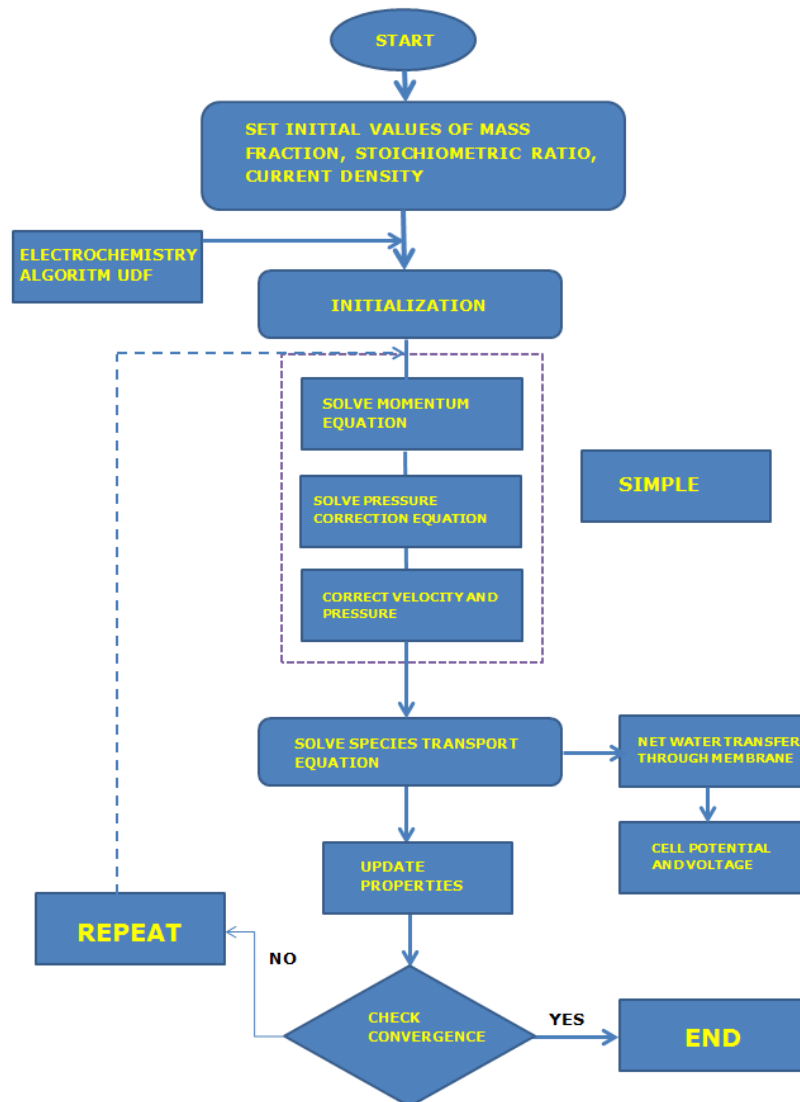 START
SET INITIAL VALUES OF MASS
FRACTION, STOICHIOMETRIC RATIO,
CURRENT DENSITY
ELECTROCHEMISTRY
ALGORITM UDF
INITIALIZATION
SOLVE MOMENTUM
EQUATION
SIMPLE
SOLVE PRESSURE
CORRECTION EQUATION
CORRECT VELOCITY AND
PRESSURE
SOLVE SPECIES TRANSPORT
EQUATION
NET WATER TRANSFER
THROUGH MEMBRANE
CELL POTENTIAL
AND VOLTAGE
UPDATE
PROPERTIES
REPEAT
NO
CHECK
CONVERGENCE
YES
END